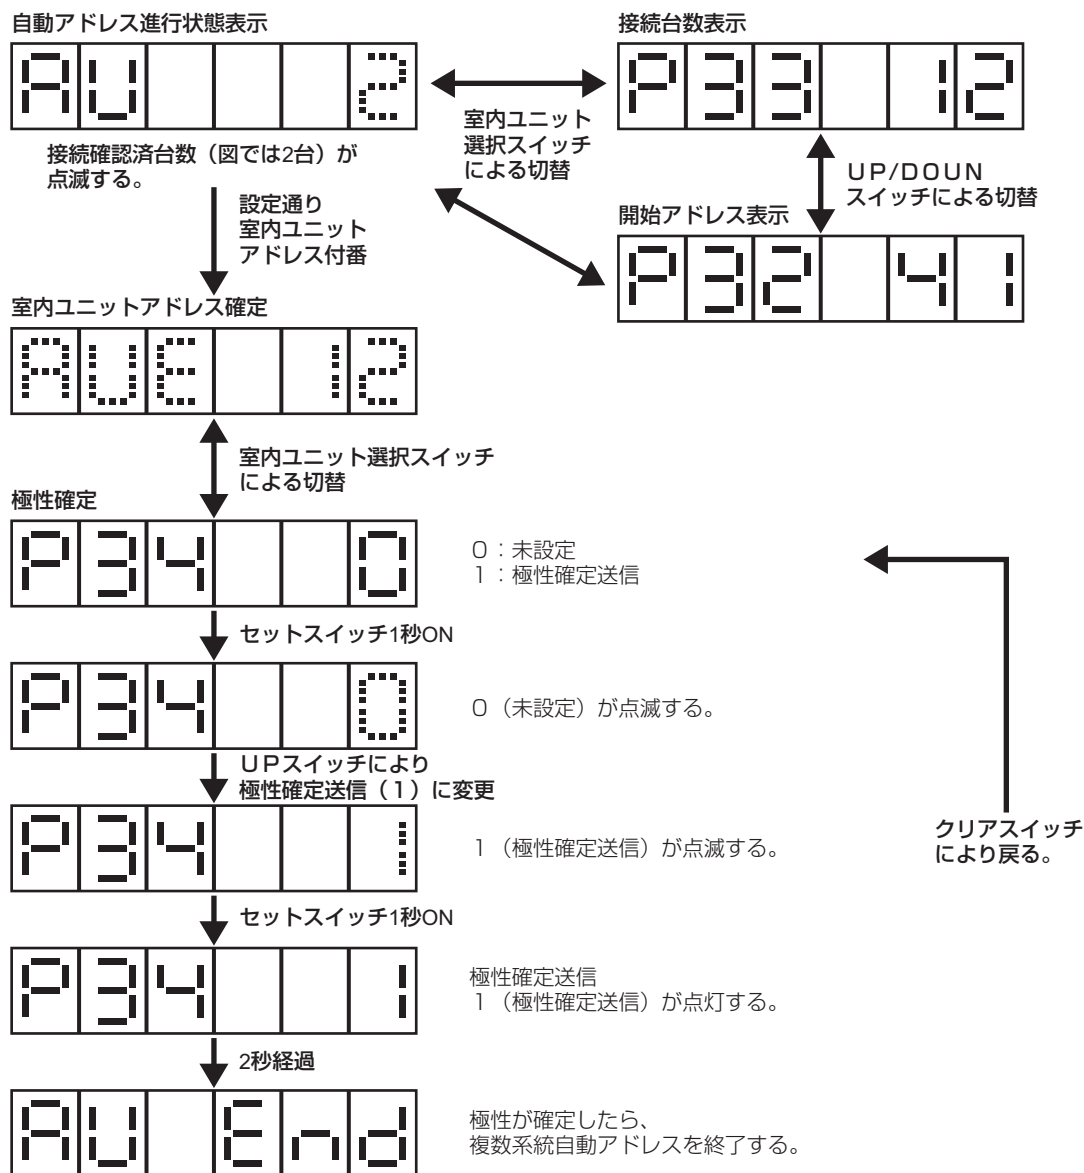 自動アドレス進行状態表示
AU 2
接続確認済台数（図では2台）が
点滅する。
室内ユニット
選択スイッチ
による切替
接続台数表示
P33 12
UP/DOUN
スイッチによる切替
開始アドレス表示
P32 41
設定通り
室内ユニット
アドレス付番
室内ユニットアドレス確定
AUE 12
室内ユニット選択スイッチ
による切替
極性確定
P34 0
0：未設定
1：極性確定送信
セットスイッチ1秒ON
P34 0
0（未設定）が点滅する。
UPスイッチにより
極性確定送信（1）に変更
P34 1
1（極性確定送信）が点滅する。
クリアスイッチ
により戻る。
セットスイッチ1秒ON
P34 1
極性確定送信
1（極性確定送信）が点灯する。
2秒経過
AU End
極性が確定したら、
複数系統自動アドレスを終了する。